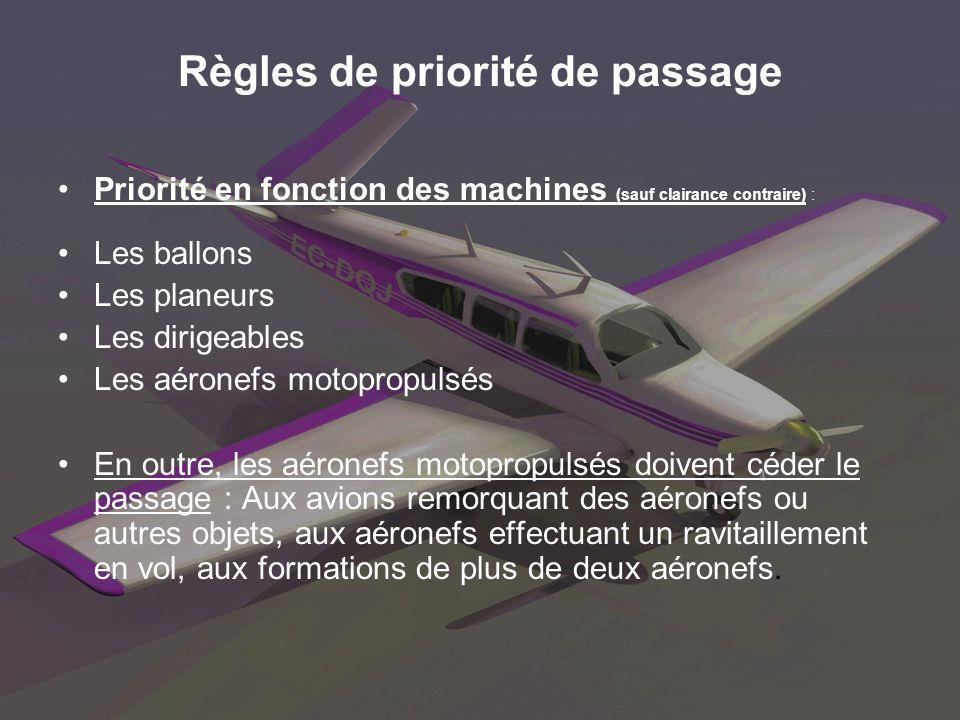 Règles de priorité de passage
• Priorité en fonction des machines (sauf clairance contraire) :
• Les ballons
• Les planeurs
• Les dirigeables
• Les aéronefs motopropulsés
• En outre, les aéronefs motopropulsés doivent céder le
passage : Aux avions remorquant des aéronefs ou
autres objets, aux aéronefs effectuant un ravitaillement
en vol, aux formations de plus de deux aéronefs.
EC-DQJ